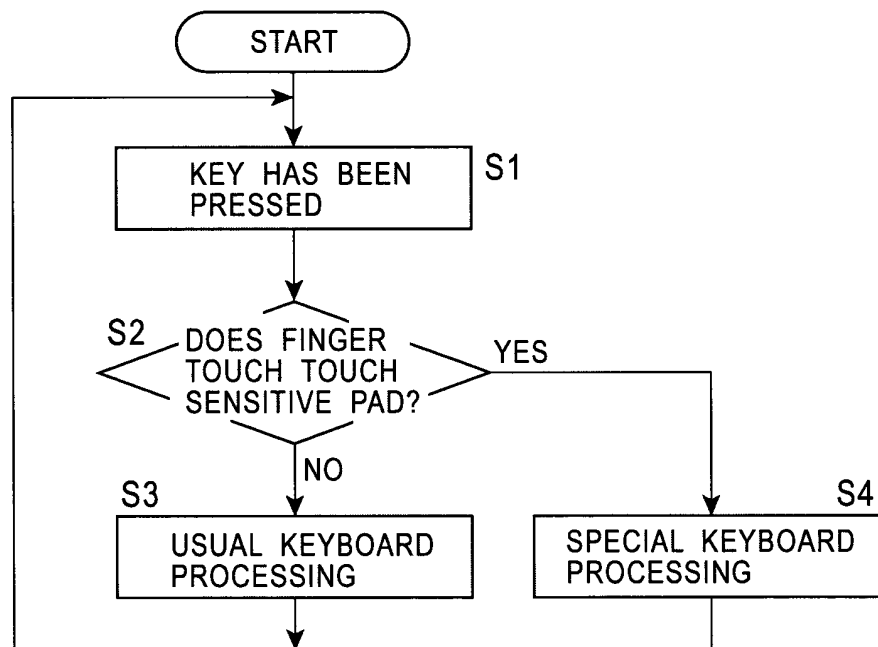 START
KEY HAS BEEN
PRESSED
S1
S2
DOES FINGER
TOUCH TOUCH
SENSITIVE PAD?
YES
NO
S3
USUAL KEYBOARD
PROCESSING
S4
SPECIAL KEYBOARD
PROCESSING